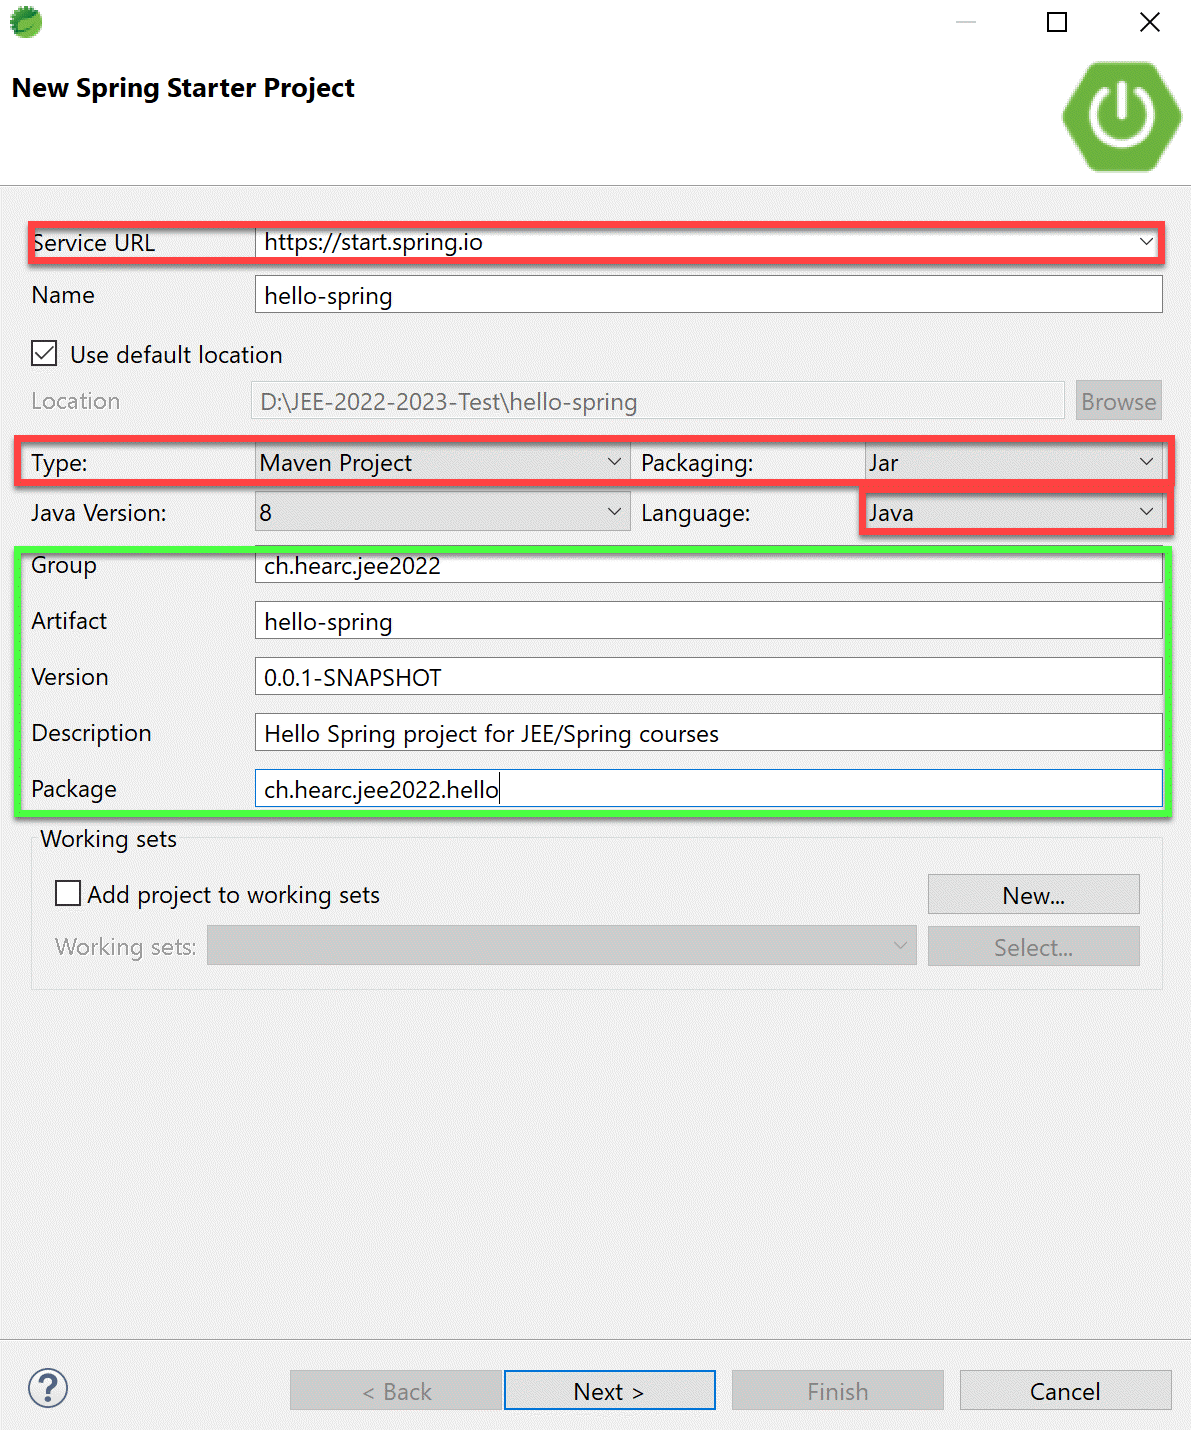 New Spring Starter Project
Service URL https://start.spring.io
Name hello-spring
Use default location
Location D:\JEE-2022-2023-Test\hello-spring Browse
Type: Maven Project Packaging: Jar
Java Version: 8 Language: Java
Group ch.hearc.jee2022
Artifact hello-spring
Version 0.0.1-SNAPSHOT
Description Hello Spring project for JEE/Spring courses
Package ch.hearc.jee2022.hello
Working sets
Add project to working sets New...
Working sets: Select...
? < Back Next > Finish Cancel